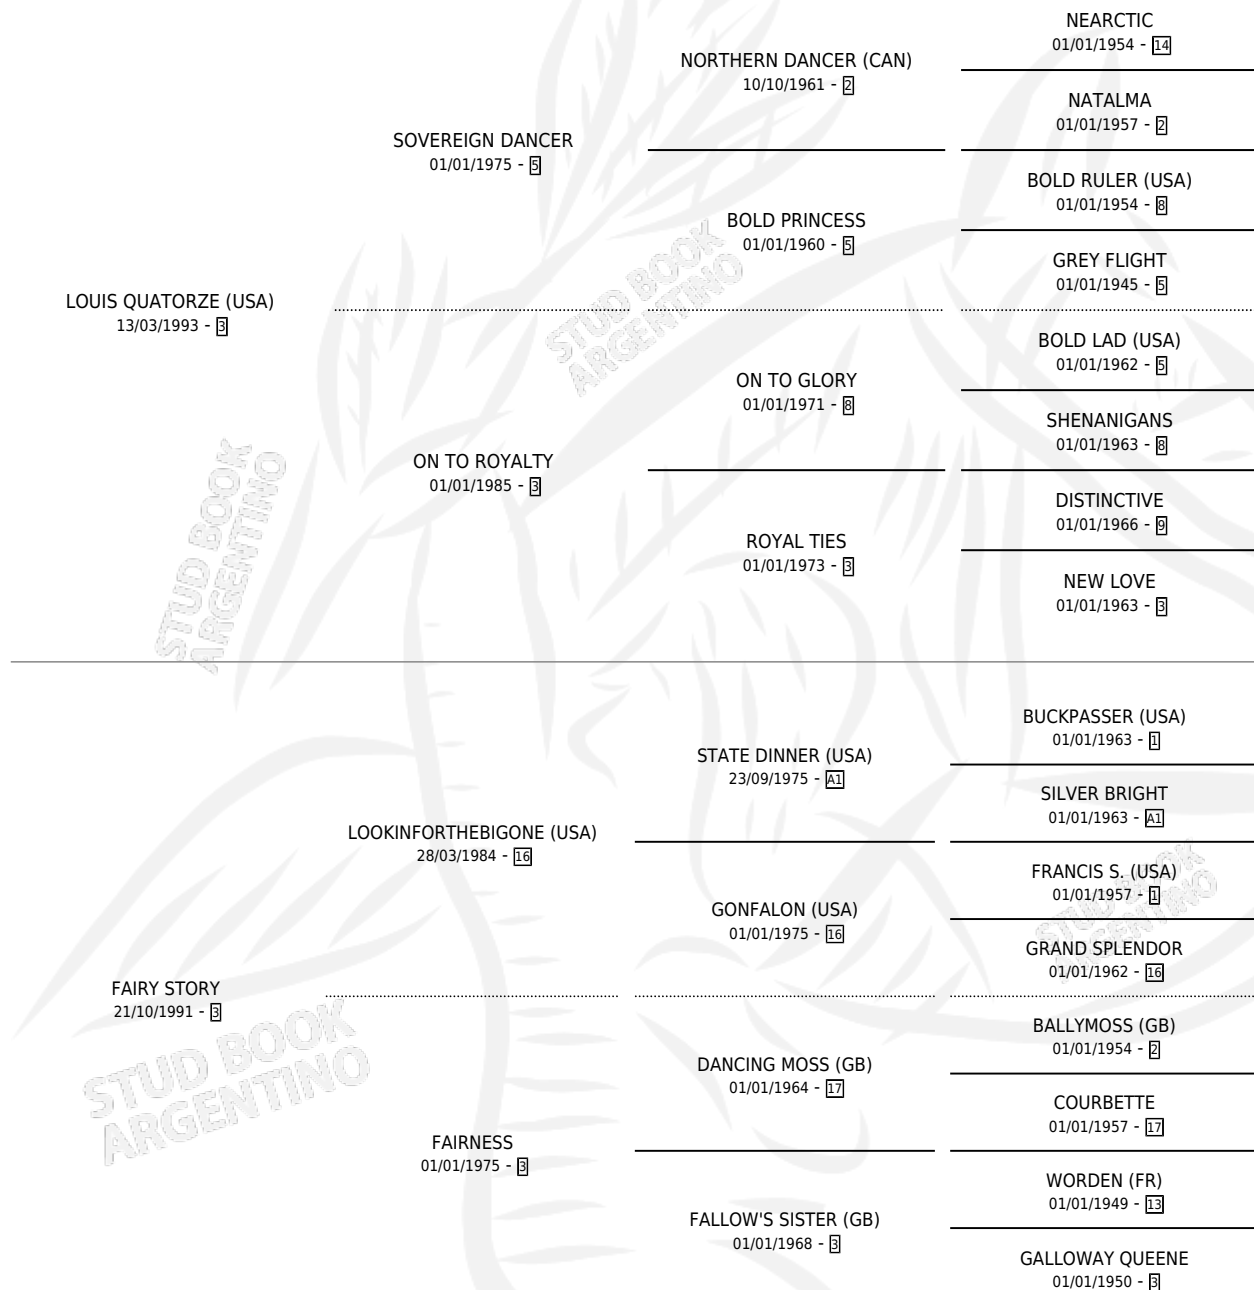 NEARCTIC
01/01/1954 - 14
NORTHERN DANCER (CAN)
10/10/1961 - 2
NATALMA
01/01/1957 - 2
SOVEREIGN DANCER
01/01/1975 - 5
BOLD RULER (USA)
01/01/1954 - 8
BOLD PRINCESS
01/01/1960 - 5
GREY FLIGHT
01/01/1945 - 5
LOUIS QUATORZE (USA)
13/03/1993 - 3
BOLD LAD (USA)
01/01/1962 - 5
ON TO GLORY
01/01/1971 - 8
SHENANIGANS
01/01/1963 - 8
ON TO ROYALTY
01/01/1985 - 3
DISTINCTIVE
01/01/1966 - 9
ROYAL TIES
01/01/1973 - 3
NEW LOVE
01/01/1963 - 3
BUCKPASSER (USA)
01/01/1963 - 1
STATE DINNER (USA)
23/09/1975 - A1
SILVER BRIGHT
01/01/1963 - A1
LOOKINFORTHEBIGONE (USA)
28/03/1984 - 16
FRANCIS S. (USA)
01/01/1957 - 1
GONFALON (USA)
01/01/1975 - 16
GRAND SPLENDOR
01/01/1962 - 16
FAIRY STORY
21/10/1991 - 3
BALLYMOSS (GB)
01/01/1954 - 2
DANCING MOSS (GB)
01/01/1964 - 17
COURBETTE
01/01/1957 - 17
FAIRNESS
01/01/1975 - 3
WORDEN (FR)
01/01/1949 - 13
FALLOW'S SISTER (GB)
01/01/1968 - 3
GALLOWAY QUEENE
01/01/1950 - 3
STUD BOOK
ARGENTINO
STUD BOOK
ARGENTINO
STUD BOOK
ARGENTINO
STUD BOOK
ARGENTINO